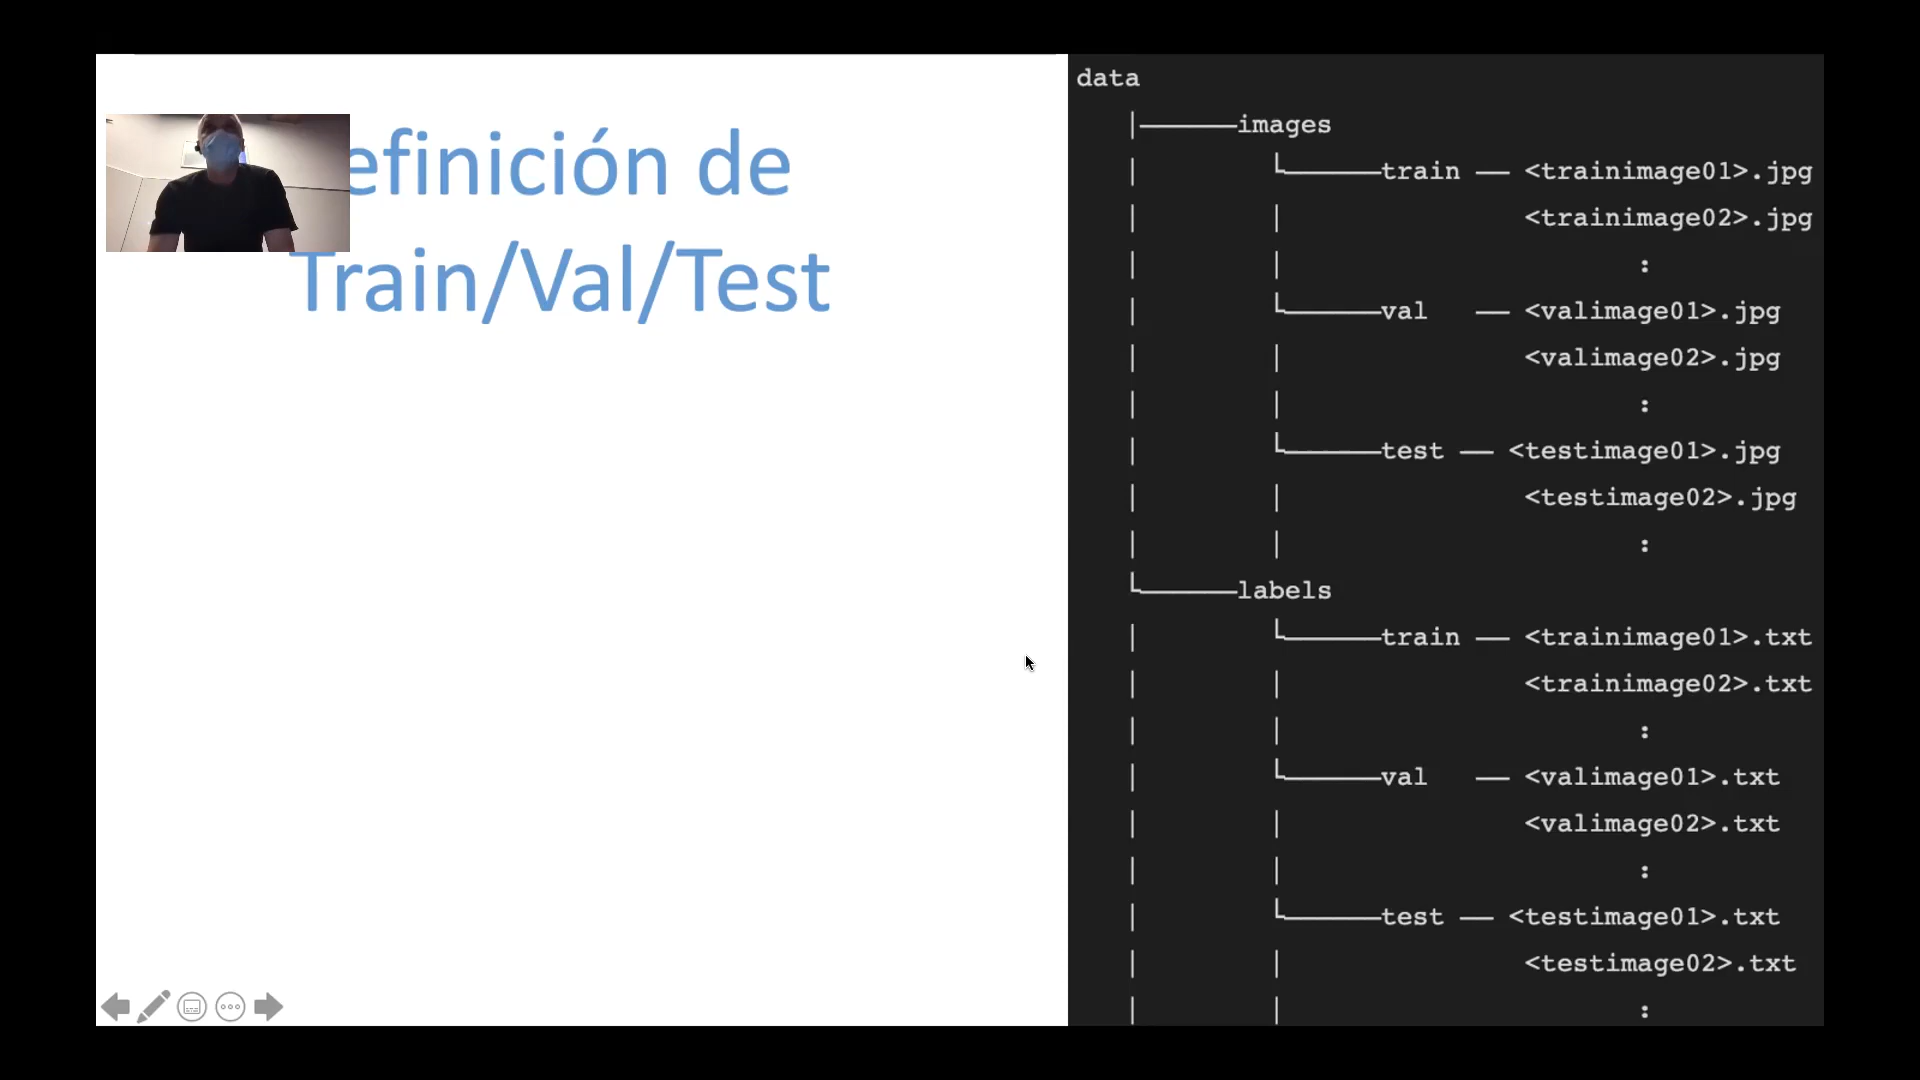 efinición de
Train/Val/Test
data
images
train — <trainimage01>.jpg
<trainimage02>.jpg
:
val — <valimage01>.jpg
<valimage02>.jpg
:
test — <testimage01>.jpg
<testimage02>.jpg
:
labels
train — <trainimage01>.txt
<trainimage02>.txt
:
val — <valimage01>.txt
<valimage02>.txt
:
test — <testimage01>.txt
<testimage02>.txt
: